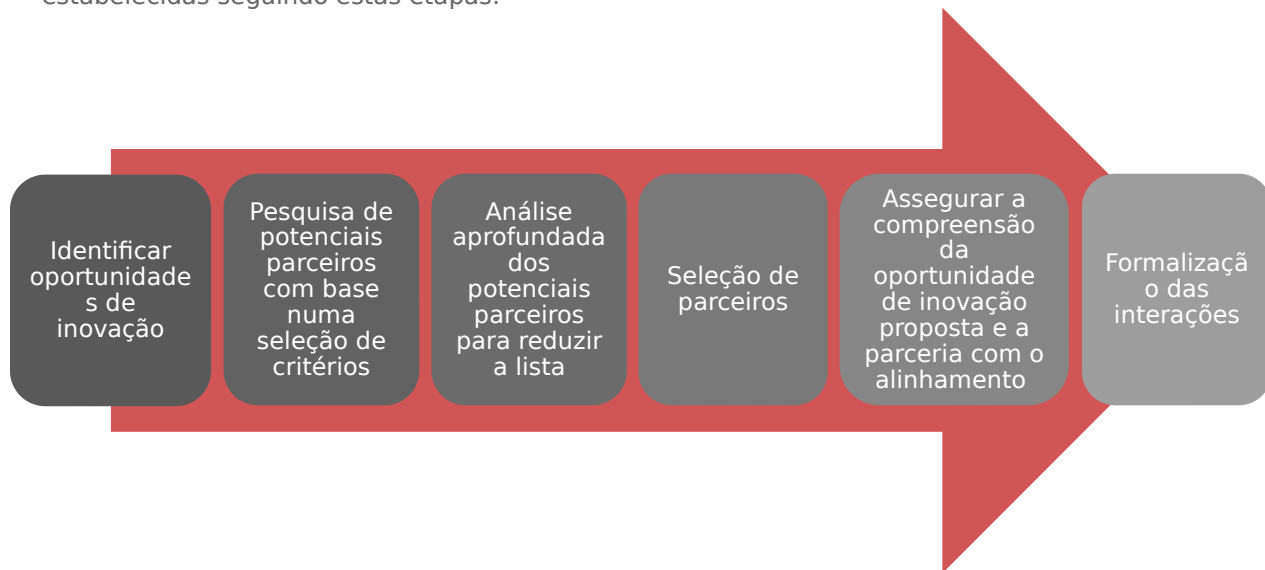 estabelecidas seguindo estas etapas:
Identificar
oportunidade
s de
inovação
Pesquisa de
potenciais
parceiros
com base
numa
seleção de
critérios
Análise
aprofundada
dos
potenciais
parceiros
para reduzir
a lista
Seleção de
parceiros
Assegurar a
compreensão
da
oportunidade
de inovação
proposta e a
parceria com o
alinhamento
Formalizaçã
o das
interações